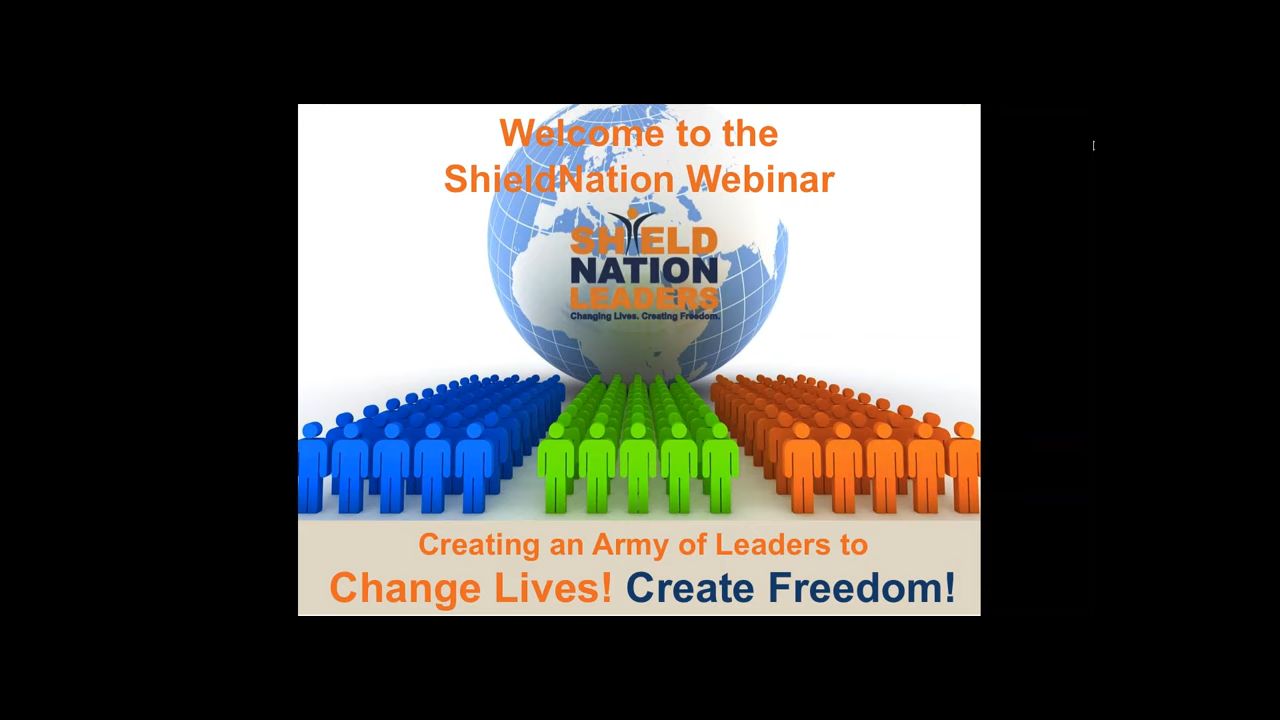 Welcome to the
ShieldNation Webinar
SHIELD
NATION
LEADERS
Changing Lives. Creating Freedom.
Creating an Army of Leaders to
Change Lives! Create Freedom!